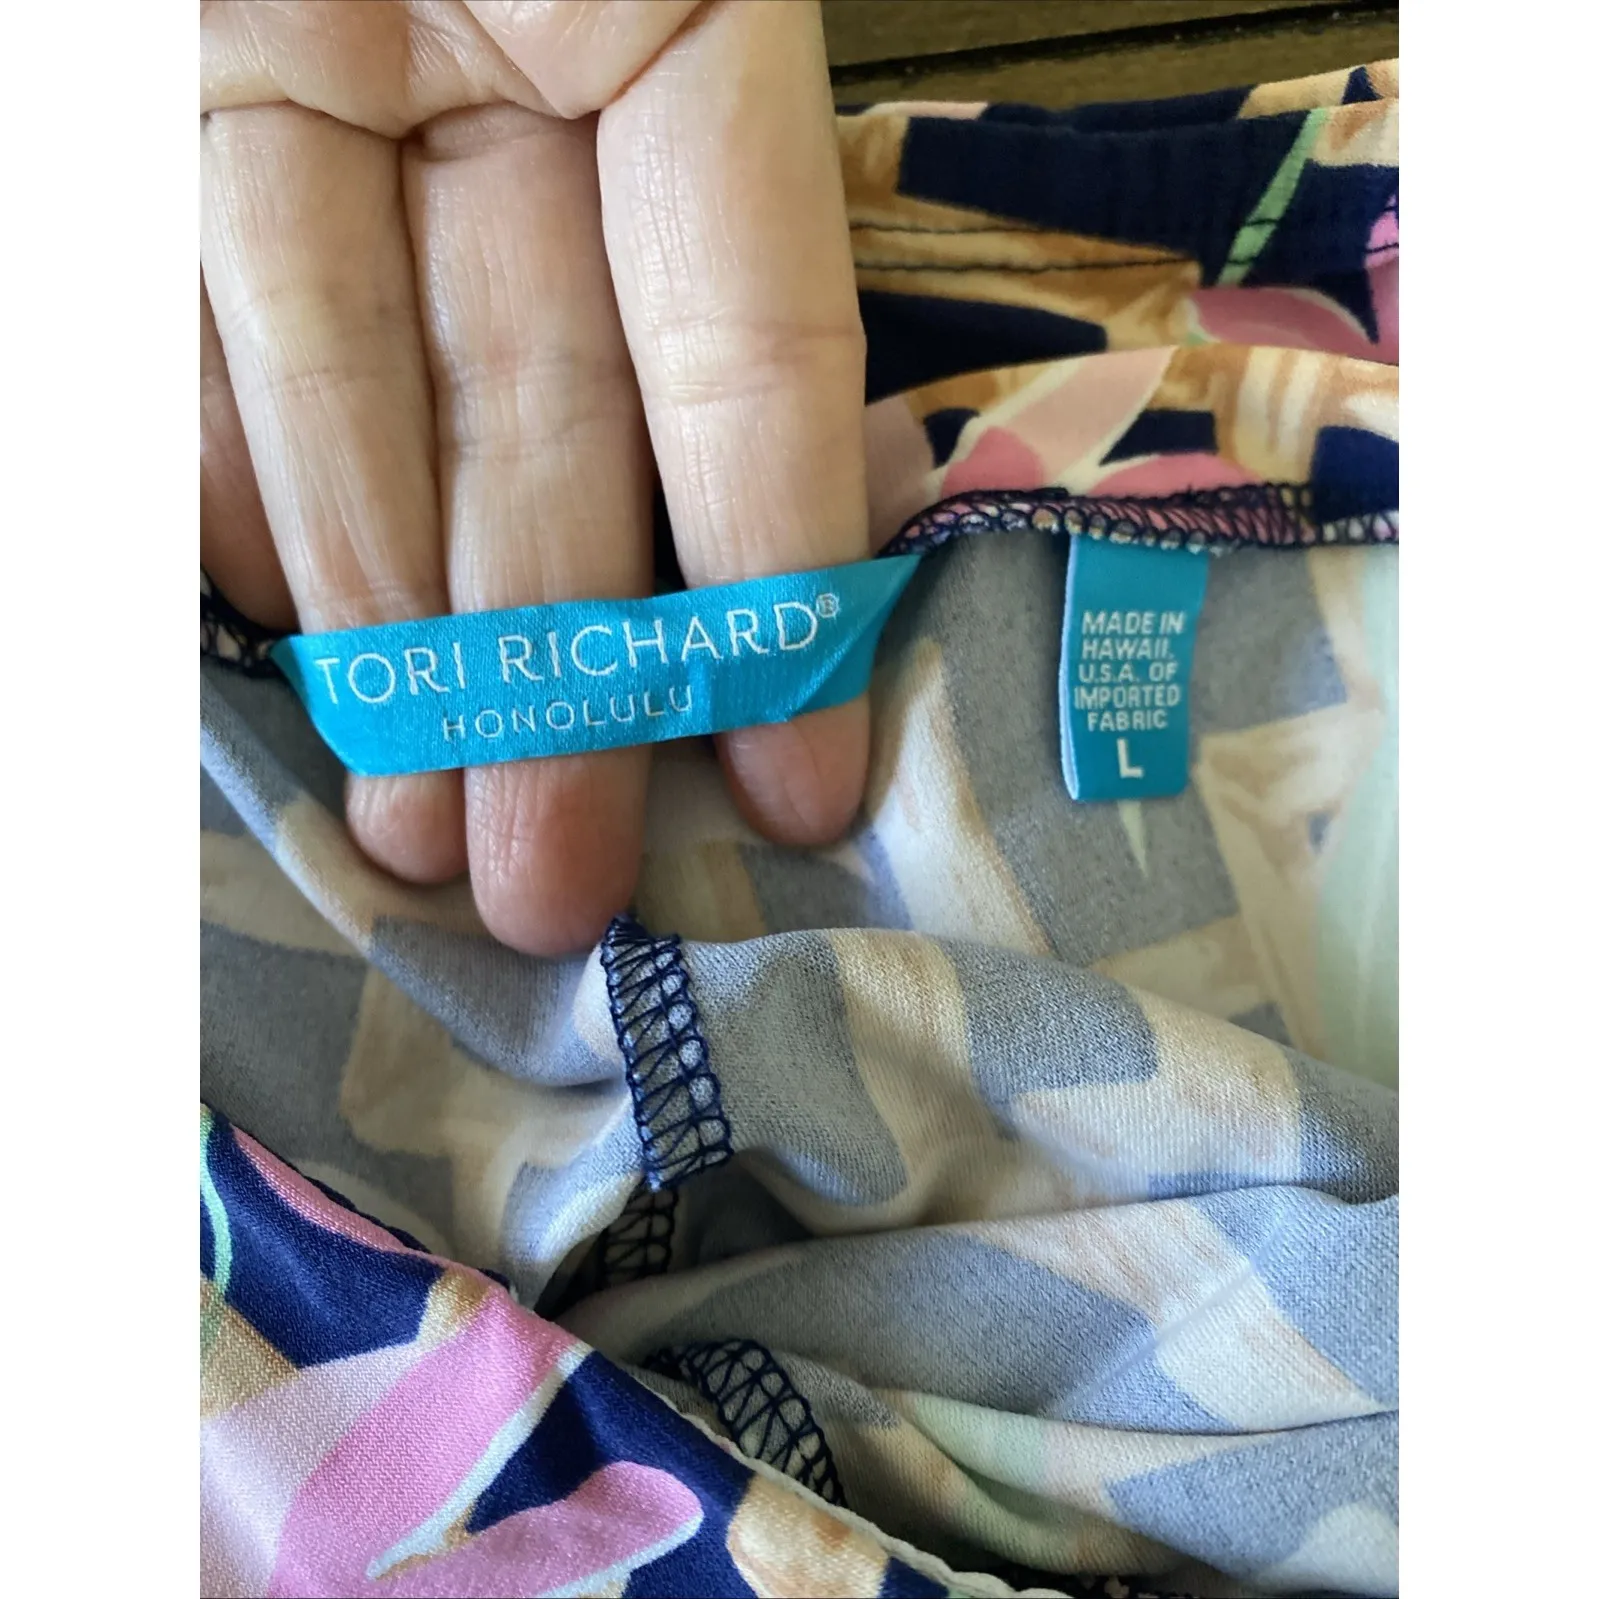 TORI RICHARD®
HONOLULU
MADE IN
HAWAII,
U.S.A. OF
IMPORTED
FABRIC
L